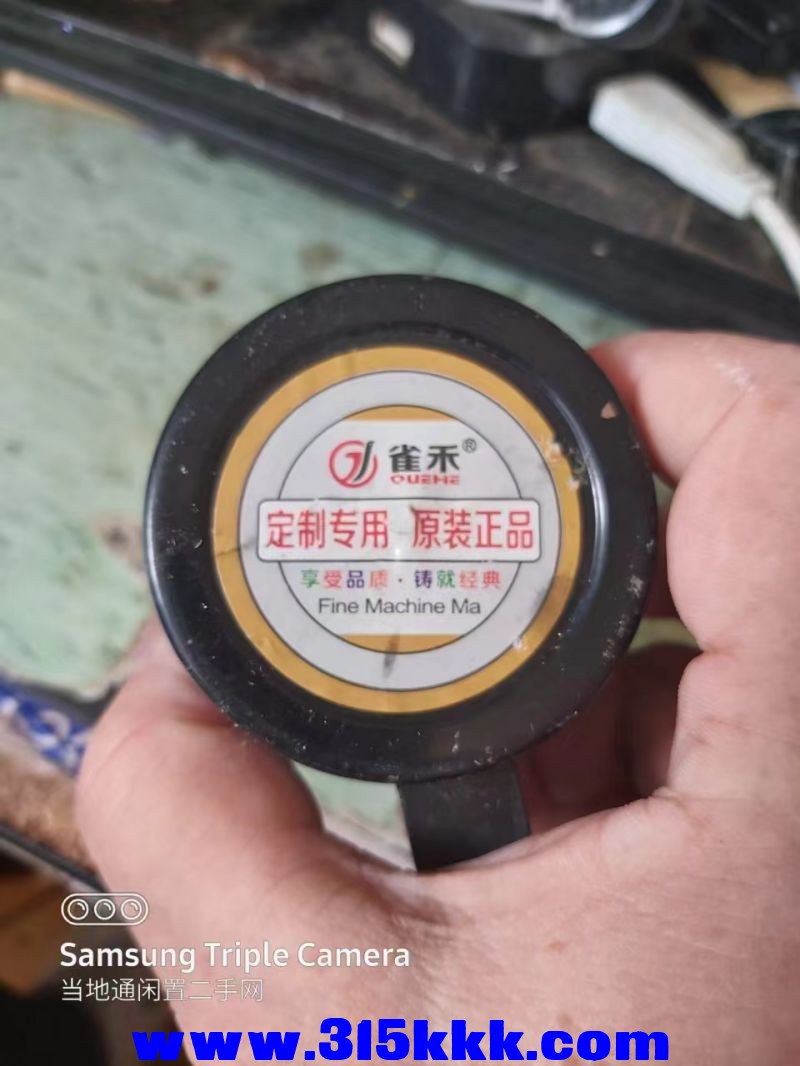 雀禾®
QUEHE
定制专用 原装正品
享受品质·铸就经典
Fine Machine Ma
Samsung Triple Camera
当地通闲置二手网
www.315kkk.com